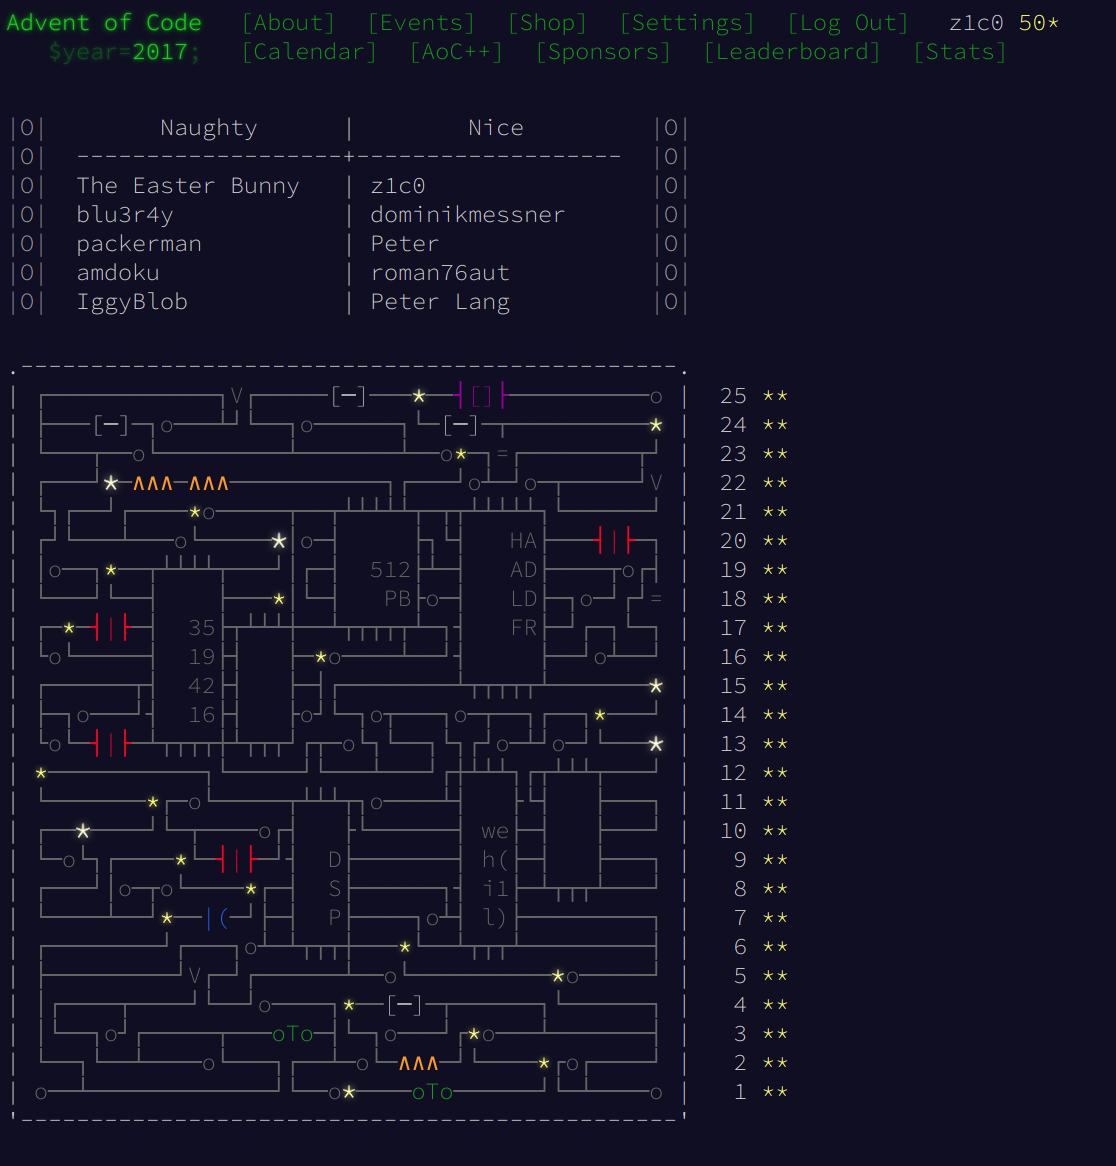 Advent of Code [About] [Events] [Shop] [Settings] [Log Out] z1c0 50*
$year=2017; [Calendar] [AoC++] [Sponsors] [Leaderboard] [Stats]
|O| Naughty | Nice |O|
|O| -------------------+------------------- |O|
|O| The Easter Bunny | z1c0 |O|
|O| blu3r4y | dominikmessner |O|
|O| packerman | Peter |O|
|O| amdoku | roman76aut |O|
|O| IggyBlob | Peter Lang |O|
25 **
24 **
23 **
22 **
21 **
HA 20 **
512 AD 19 **
PB LD 18 **
35 FR 17 **
19 16 **
42 15 **
16 14 **
13 **
12 **
11 **
we 10 **
D h( 9 **
S il 8 **
P l) 7 **
6 **
V 5 **
4 **
oTo 3 **
2 **
oTo 1 **